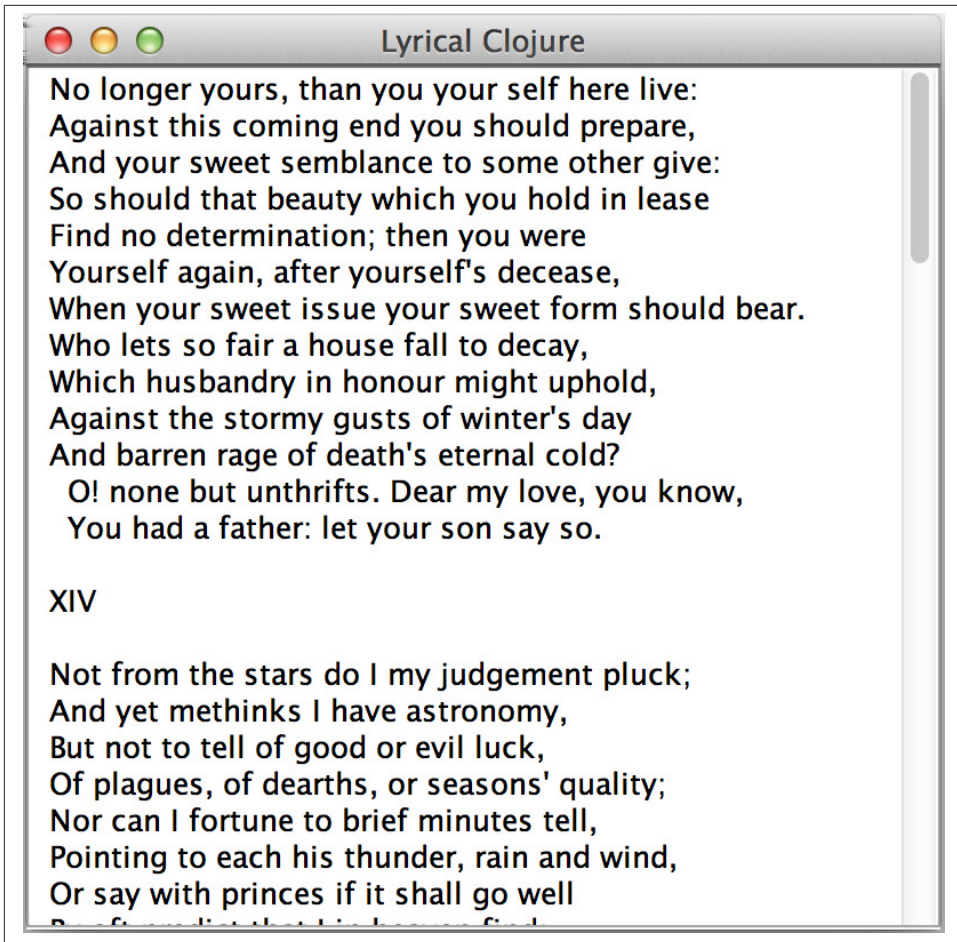 Lyrical Clojure
No longer yours, than you your self here live:
Against this coming end you should prepare,
And your sweet semblance to some other give:
So should that beauty which you hold in lease
Find no determination; then you were
Yourself again, after yourself's decease,
When your sweet issue your sweet form should bear.
Who lets so fair a house fall to decay,
Which husbandry in honour might uphold,
Against the stormy gusts of winter's day
And barren rage of death's eternal cold?
O! none but unthrifts. Dear my love, you know,
You had a father: let your son say so.
XIV
Not from the stars do I my judgement pluck;
And yet methinks I have astronomy,
But not to tell of good or evil luck,
Of plagues, of dearths, or seasons' quality;
Nor can I fortune to brief minutes tell,
Pointing to each his thunder, rain and wind,
Or say with princes if it shall go well
By oft predict that I in heaven find: